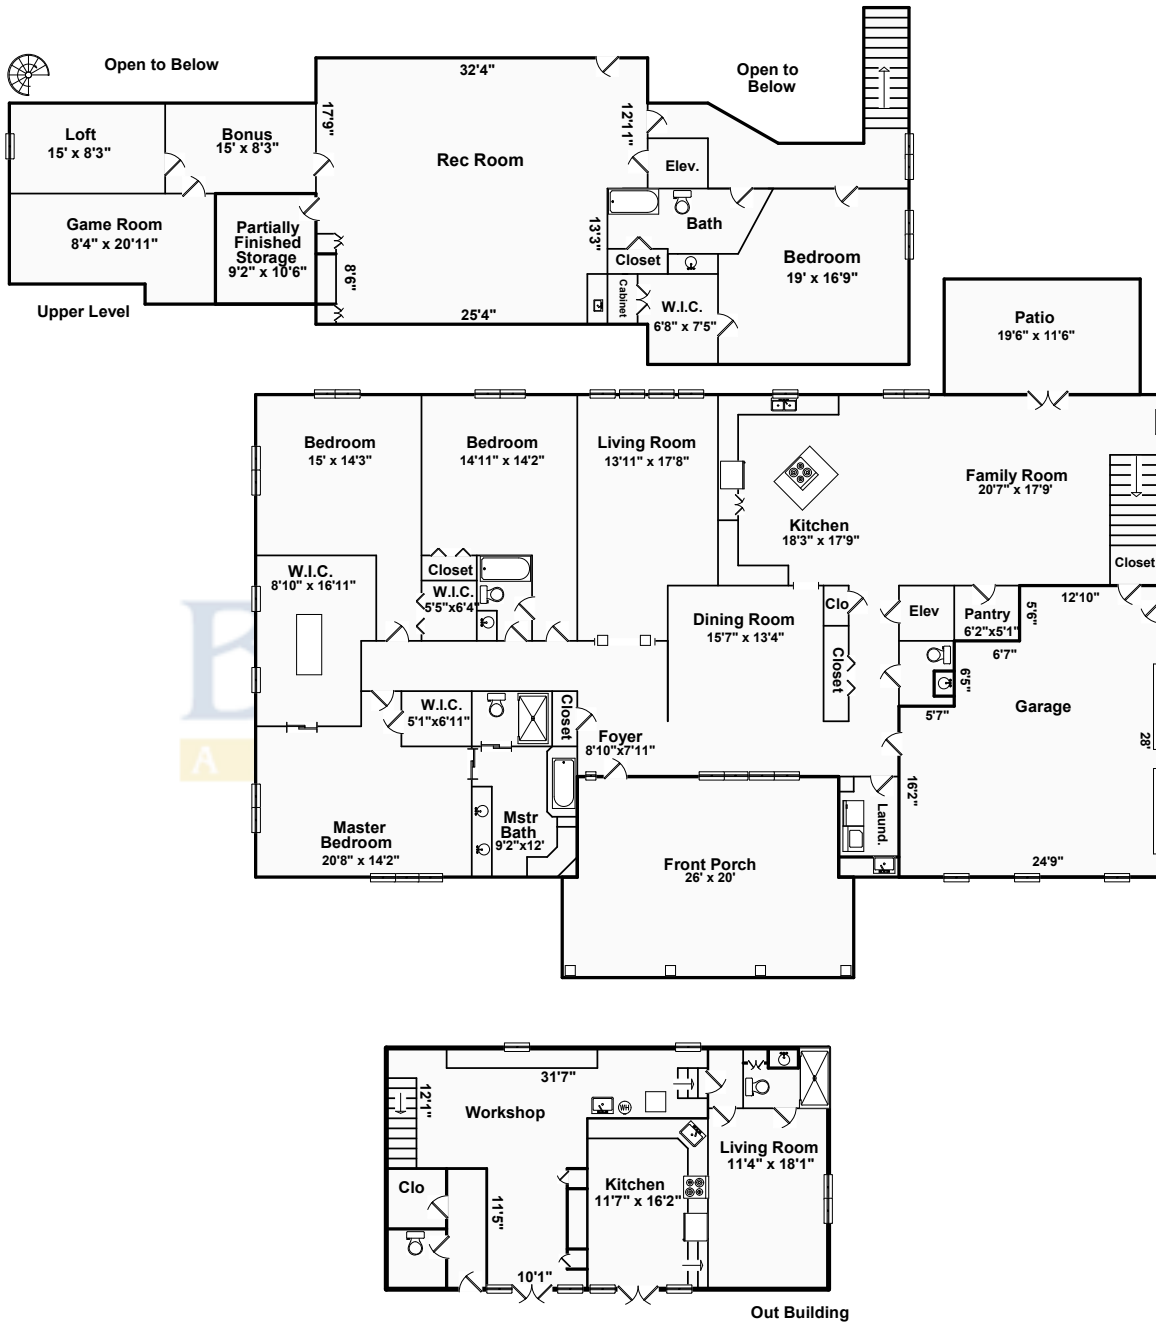 Open to Below
Open to
Below
32'4"
17'9"
12'11"
Loft
15' x 8'3"
Bonus
15' x 8'3"
Rec Room
Elev.
Game Room
8'4" x 20'11"
Partially
Finished
Storage
9'2" x 10'6"
8'6"
13'3"
Bath
Closet
Bedroom
19' x 16'9"
Cabinet
W.I.C.
6'8" x 7'5"
Upper Level
25'4"
Patio
19'6" x 11'6"
Bedroom
15' x 14'3"
Bedroom
14'11" x 14'2"
Living Room
13'11" x 17'8"
Family Room
20'7" x 17'9'
Kitchen
18'3" x 17'9"
Closet
W.I.C.
8'10" x 16'11"
Closet
W.I.C.
5'5"x6'4"
Dining Room
15'7" x 13'4"
Clo
Closet
Elev
Pantry
6'2"x5'1"
5'6"
12'10"
6'7"
6'5"
5'7"
Garage
28'
W.I.C.
5'1"x6'11"
Closet
Foyer
8'10"x7'11"
16'2"
Laund.
Master
Bedroom
20'8" x 14'2"
Mstr
Bath
9'2"x12'
Front Porch
26' x 20'
24'9"
B
A
31'7"
12'1"
Workshop
WH
Living Room
11'4" x 18'1"
Clo
11'5"
Kitchen
11'7" x 16'2"
10'1"
Out Building